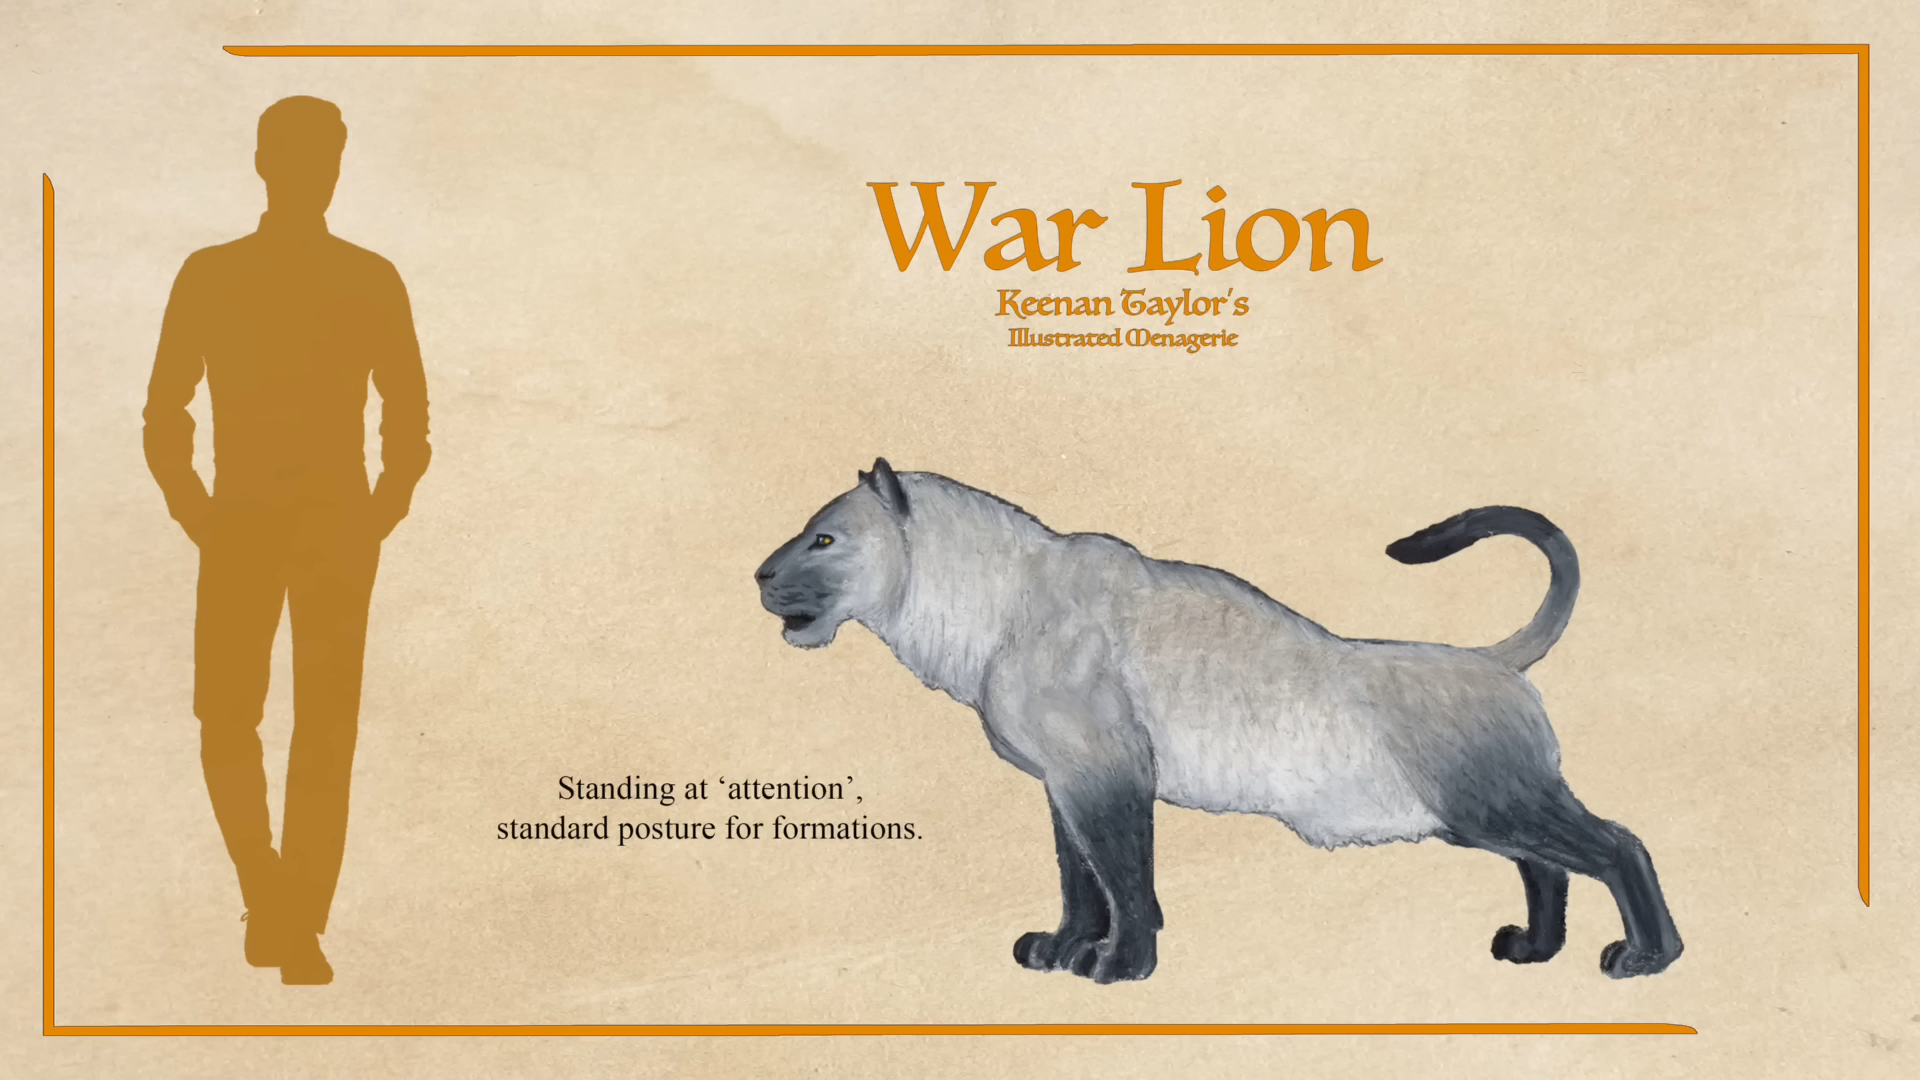 War Lion
Keenan Taylor's
Illustrated Menagerie
Standing at ‘attention’,
standard posture for formations.